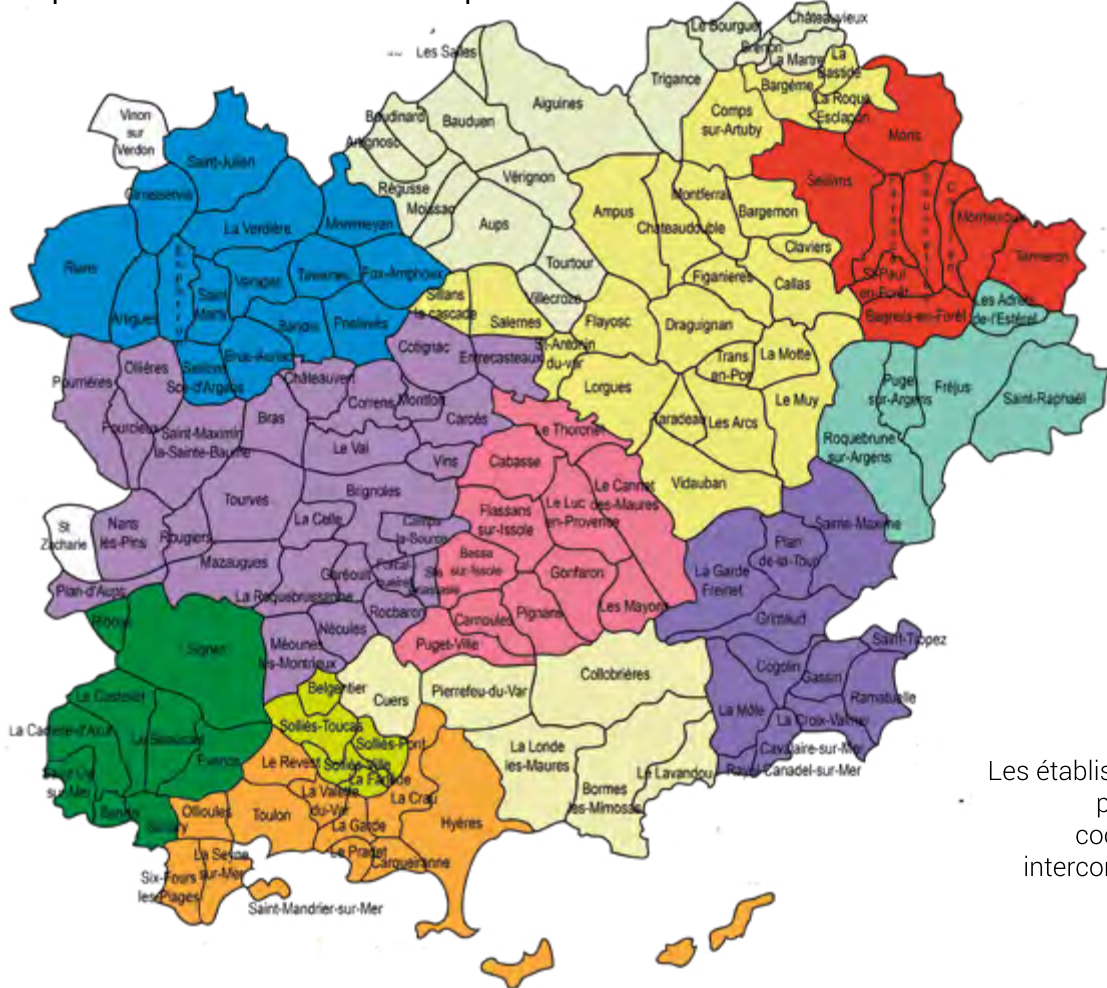 Châteauvieux
Le Bourguet
Brenon
La Martre
La
Bastide
Les Salles
Trigance
Bargème
Aiguines
Comps
sur-Artuby
La Roque
Esclapon
Vinon
sur
Verdon
Baudinard
Bauduen
Artignosc
Mons
Saint-Julien
Vérignon
Seillans
Régusse
Moissac
Ginasservis
Montferrat
Ampus
Bargemon
Montauroux
La Verdière
Montmeyan
Aups
Chateaudouble
Claviers
Tanneron
Rians
Tourtour
Figanieres
Callas
St-Paul
en-Forêt
Varages
Tavernes
Fox-Amphoux
Saint
Martin
Villecroze
Les Adrets
de-l'Estérel
Sillans
la cascade
Salernes
Flayosc
Draguignan
Bagnols-en-Forêt
Artigues
Barjols
Ponteves
St-Antonin
du-var
Trans
en-Por
La Motte
Cotignac
Entrecasteaux
Brue-Auriac
Seillons
Sce-d'Argens
Ollières
Pourrières
Châteauvert
Lorgues
Le Muy
Puget
sur-Argens
Fréjus
Saint-Raphaël
Correns
Montfort
Carcès
Bras
Pourcieux
Saint-Maximin
la-Sainte-Baume
Taradeau
Les Arcs
Roquebrune
sur-Argens
Le Thoronet
Le Val
Vins
Cabasse
Vidauban
Brignoles
Tourves
Le Cannet
des-Maures
Le Luc
en-Provence
Flassans
sur-Issole
La Celle
Camps
la-Source
St
Zacharie
Nans
les-Pins
Rougiers
Sainte-Maxime
Plan
de-la-Tour
Mazaugues
Besse
sur-Issole
Garéoult
Gonfaron
La Garde
Freinet
Plan-d'Aups
La Roquebrussanne
Rocbaron
Les Mayons
Pignans
Carnoules
Grimaud
Riboux
Néoules
Puget-Ville
Saint-Tropez
Signes
Méounes
les-Montrieux
Collobrières
Cogolin
Gassin
Belgentier
Cuers
Pierrefeu-du-Var
Ramatuelle
Le Castellet
La Môle
La Croix-Valmer
Solliès-Toucas
La Cadière-d'Azur
Le Beausset
Solliès-Pont
La Londe
les-Maures
Cavalaire-sur-Mer
Evenos
Le Revest
Solliès-Ville
La Farlède
Le Lavandou
Rayol-Canadel-sur-Mer
Les établis
Bormes
les-Mimosas
La Valette
du-Var
La Crau
p
Ollioules
Toulon
Hyères
La Garde
coo
Sanary
Le Pradet
Carqueiranne
La Seyne
sur-Mer
intercor
Six-Fours
les-Plages
Saint-Mandrier-sur-Mer